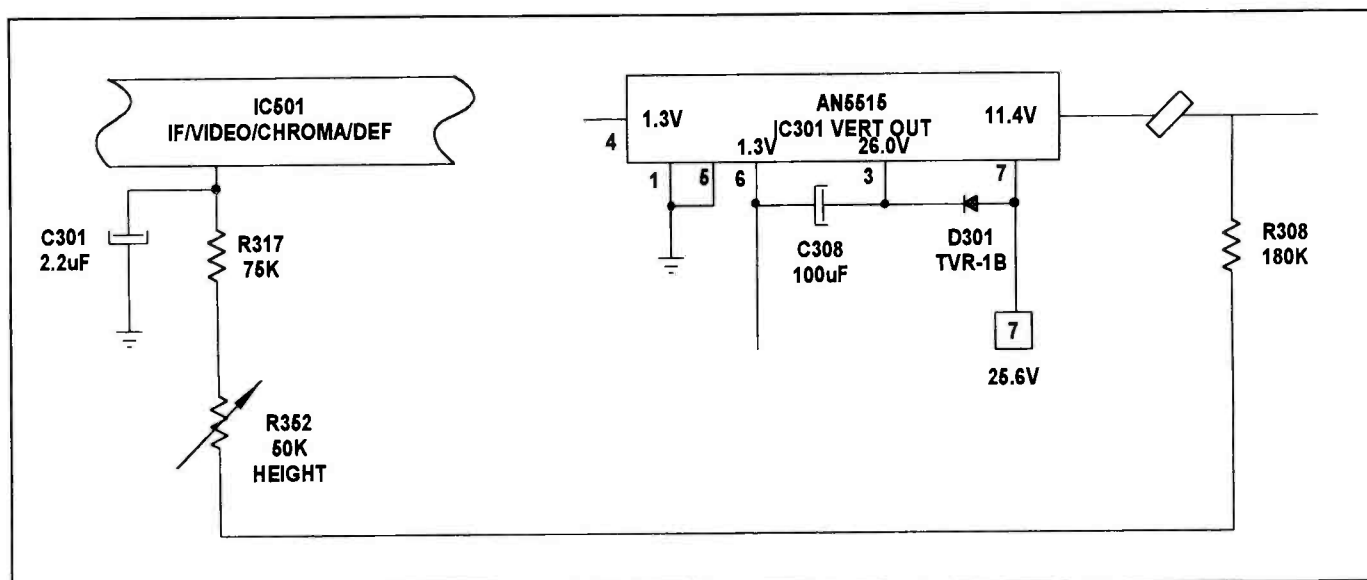 IC501
IF/VIDEO/CHROMA/DEF
C301
2.2uF
R317
75K
R352
50K
HEIGHT
AN5515
IC301 VERT OUT
1.3V
11.4V
4
1.3V
26.0V
1
5
6
3
7
C308
100uF
D301
TVR-1B
7
25.6V
R308
180K